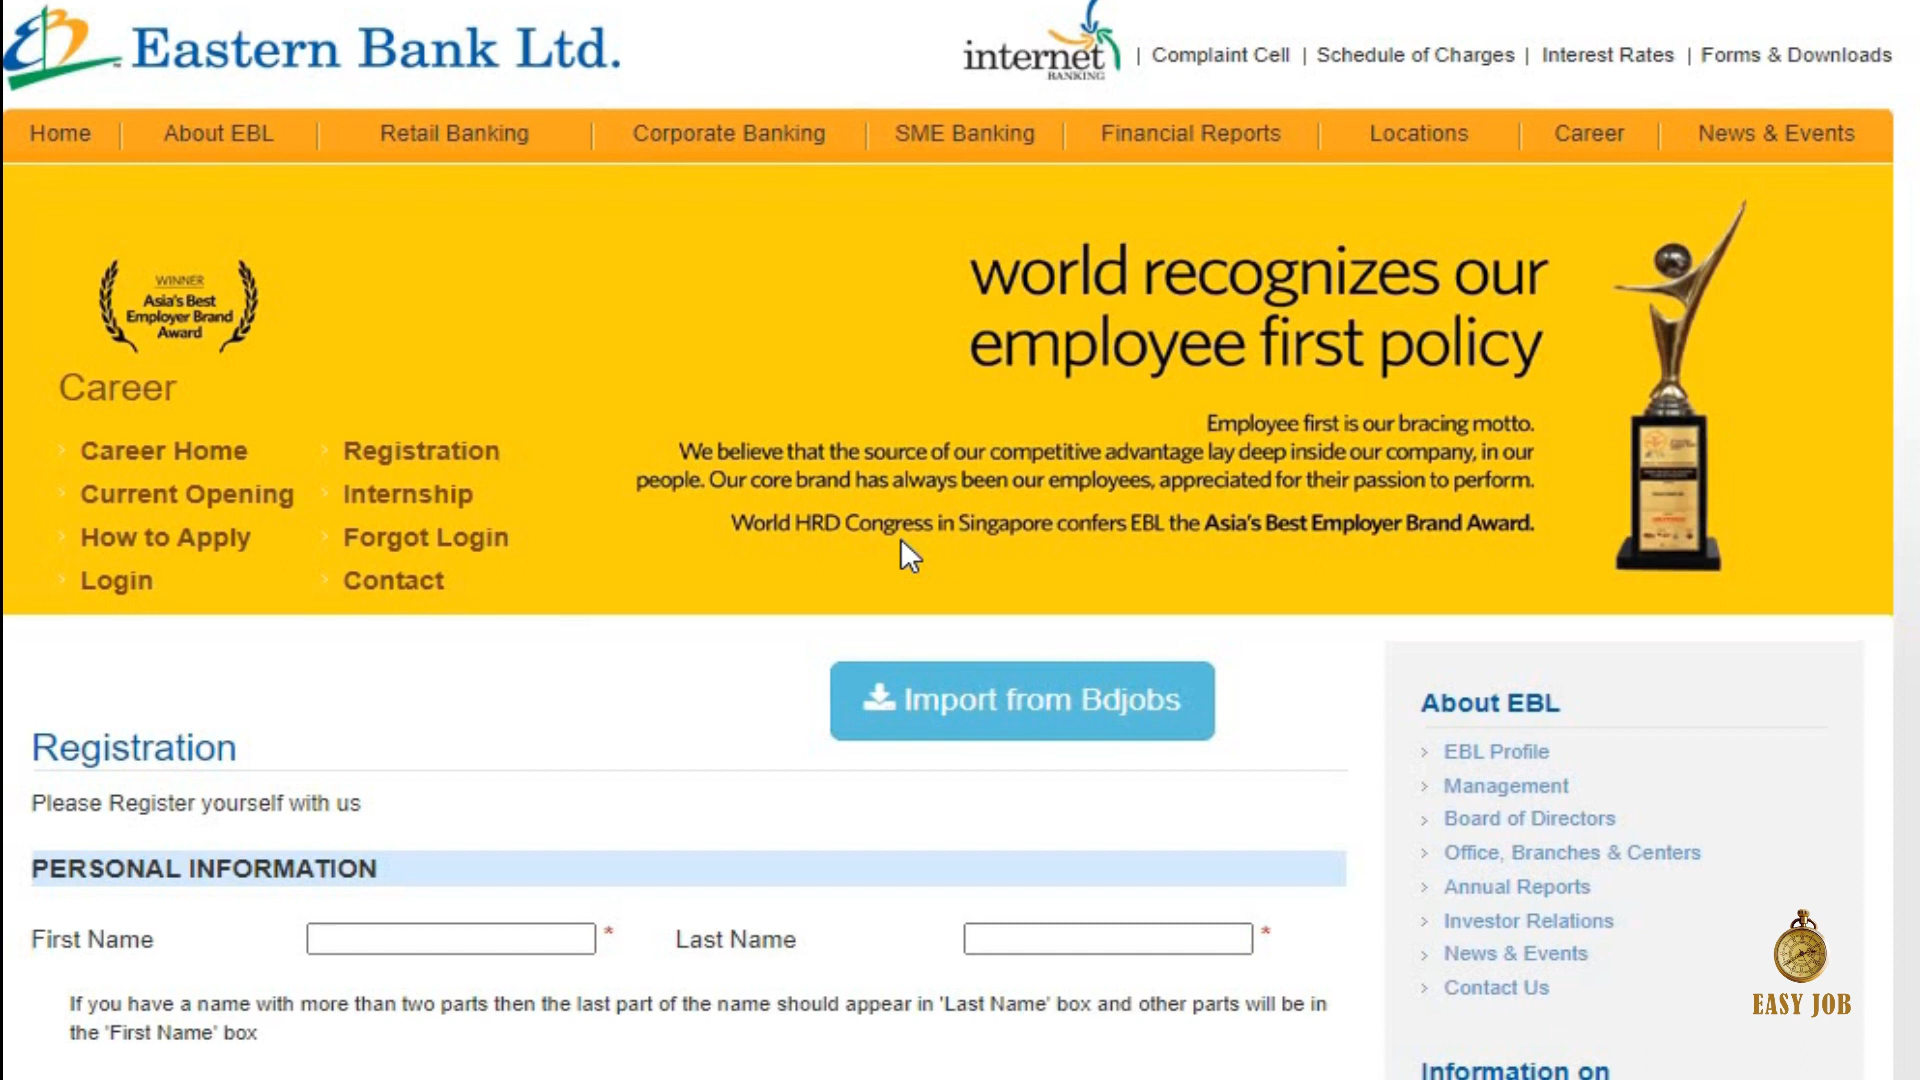 Eastern Bank Ltd.
internet
BANKING
| Complaint Cell | Schedule of Charges | Interest Rates | Forms & Downloads
Home | About EBL | Retail Banking | Corporate Banking | SME Banking | Financial Reports | Locations | Career | News & Events
WINNER
Asia's Best
Employer Brand
Award
world recognizes our
employee first policy
Employee first is our bracing motto.
We believe that the source of our competitive advantage lay deep inside our company, in our
people. Our core brand has always been our employees, appreciated for their passion to perform.
World HRD Congress in Singapore confers EBL the Asia's Best Employer Brand Award.
Career
Career Home
Registration
Current Opening
Internship
How to Apply
Forgot Login
Login
Contact
Import from Bdjobs
Registration
Please Register yourself with us
PERSONAL INFORMATION
First Name * Last Name *
If you have a name with more than two parts then the last part of the name should appear in 'Last Name' box and other parts will be in
the 'First Name' box
About EBL
EBL Profile
Management
Board of Directors
Office, Branches & Centers
Annual Reports
Investor Relations
News & Events
Contact Us
Information on
EASY JOB